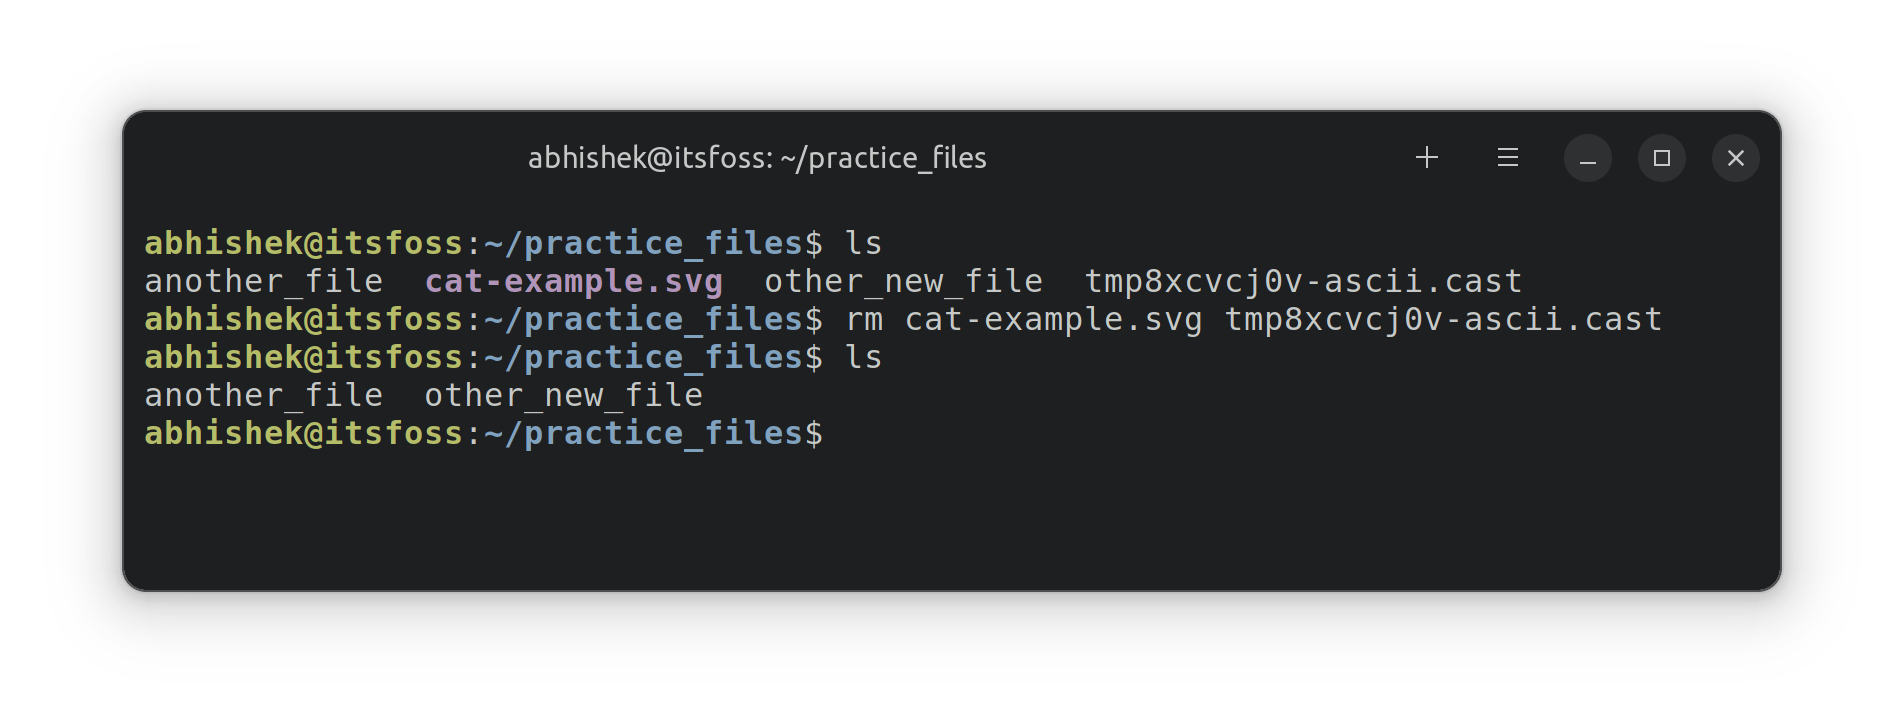 abhishek@itsfoss: ~/practice_files
abhishek@itsfoss:~/practice_files$ ls
another_file  cat-example.svg  other_new_file  tmp8xcvcj0v-ascii.cast
abhishek@itsfoss:~/practice_files$ rm cat-example.svg tmp8xcvcj0v-ascii.cast
abhishek@itsfoss:~/practice_files$ ls
another_file  other_new_file
abhishek@itsfoss:~/practice_files$